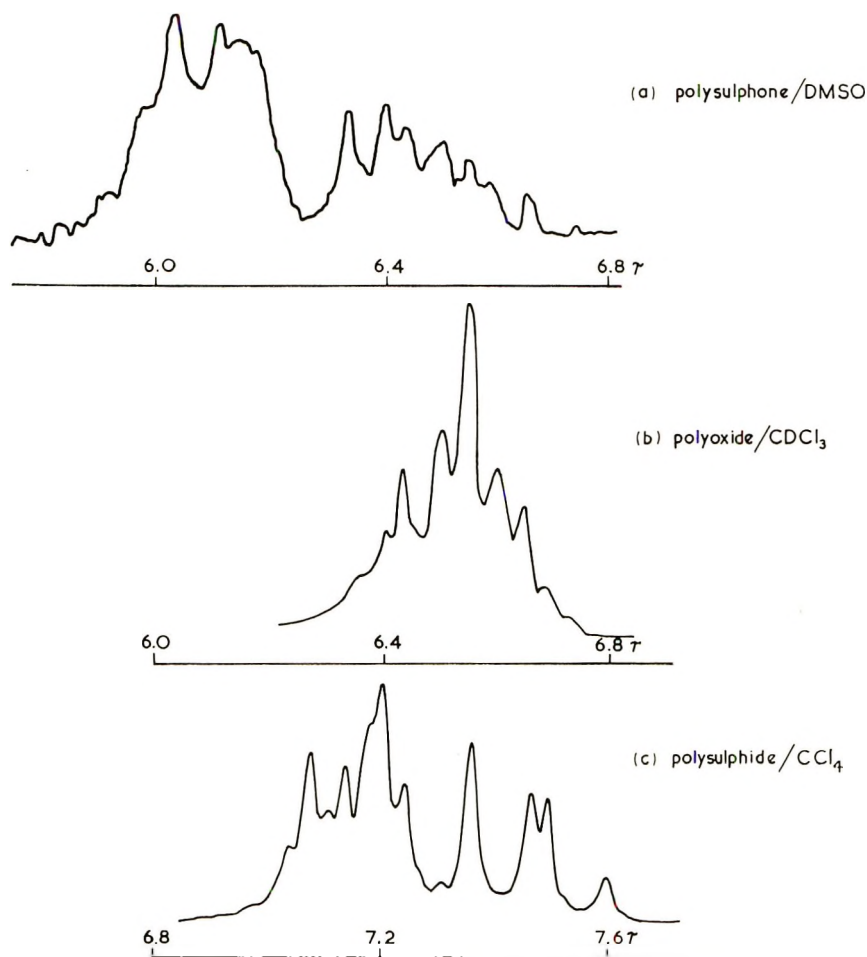 (a) polysulphone/DMSO
6.0 6.4 6.8 τ
(b) polyoxide/CDCl₃
6.0 6.4 6.8 τ
(c) polysulphide/CCl₄
6.8 7.2 7.6 τ